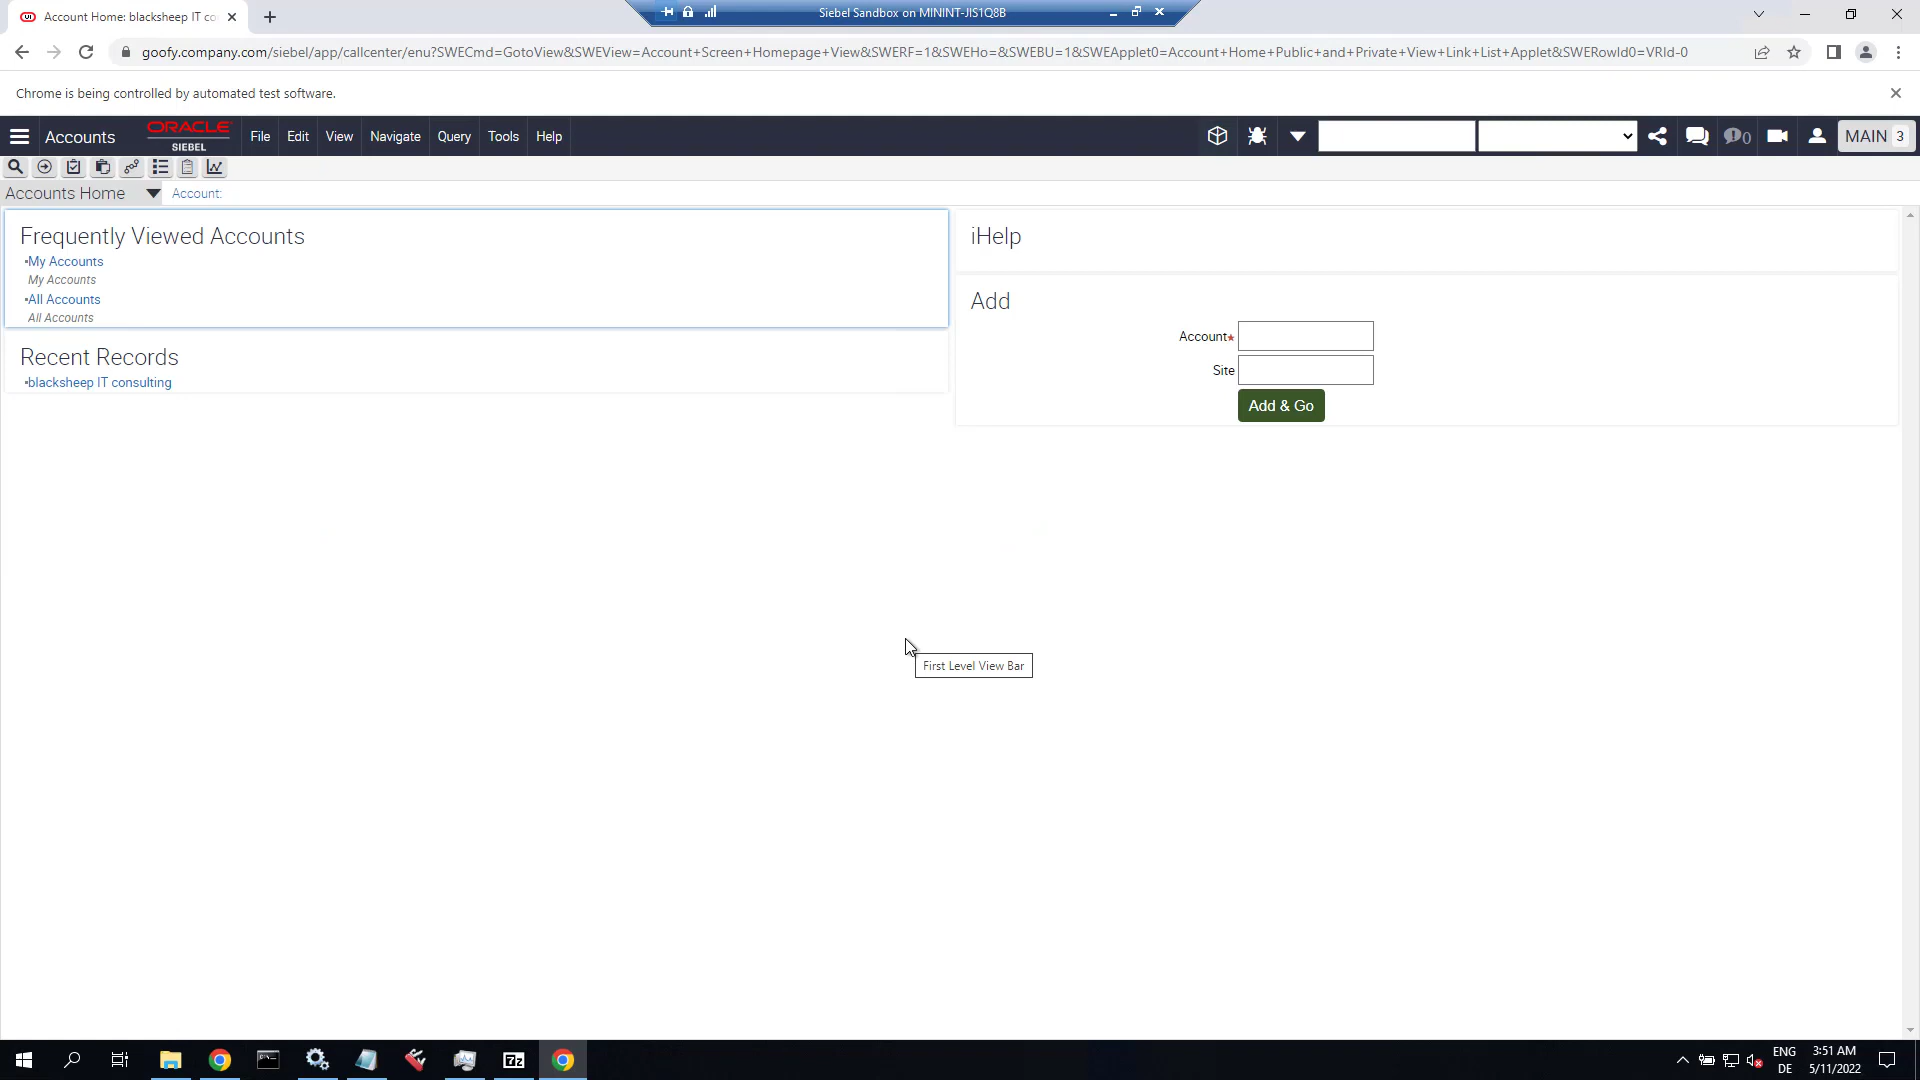 Account Home: blacksheep IT co
Siebel Sandbox on MININT-JIS1Q8B
goofy.company.com/siebel/app/callcenter/enu?SWECmd=GotoView&SWEView=Account+Screen+Homepage+View&SWERF=1&SWEHo=&SWEBU=1&SWEApplet0=Account+Home+Public+and+Private+View+Link+List+Applet&SWERowId0=VRId-0
Chrome is being controlled by automated test software.
Accounts ORACLE SIEBEL File Edit View Navigate Query Tools Help 0 MAIN 3
Accounts Home Account:
Frequently Viewed Accounts
My Accounts
My Accounts
All Accounts
All Accounts
Recent Records
blacksheep IT consulting
iHelp
Add
Account*
Site
Add & Go
First Level View Bar
7z
ENG 3:51 AM
DE 5/11/2022